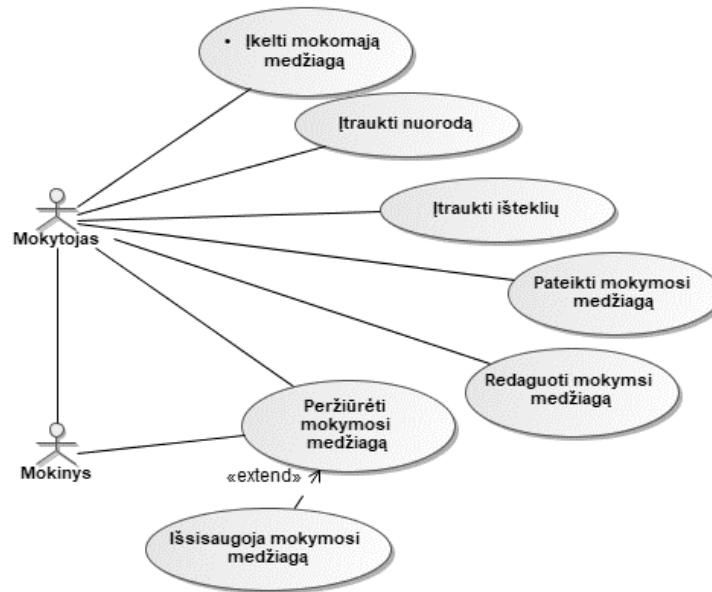 • Įkelti mokomąją
medžiagą
Įtraukti nuorodą
Įtraukti išteklių
Mokytojas
Pateikti mokymosi
medžiagą
Redaguoti mokymsi
medžiagą
Peržiūrėti
mokymosi
medžiagą
Mokinys
«extend»
Išsisaugoja mokymosi
medžiagą